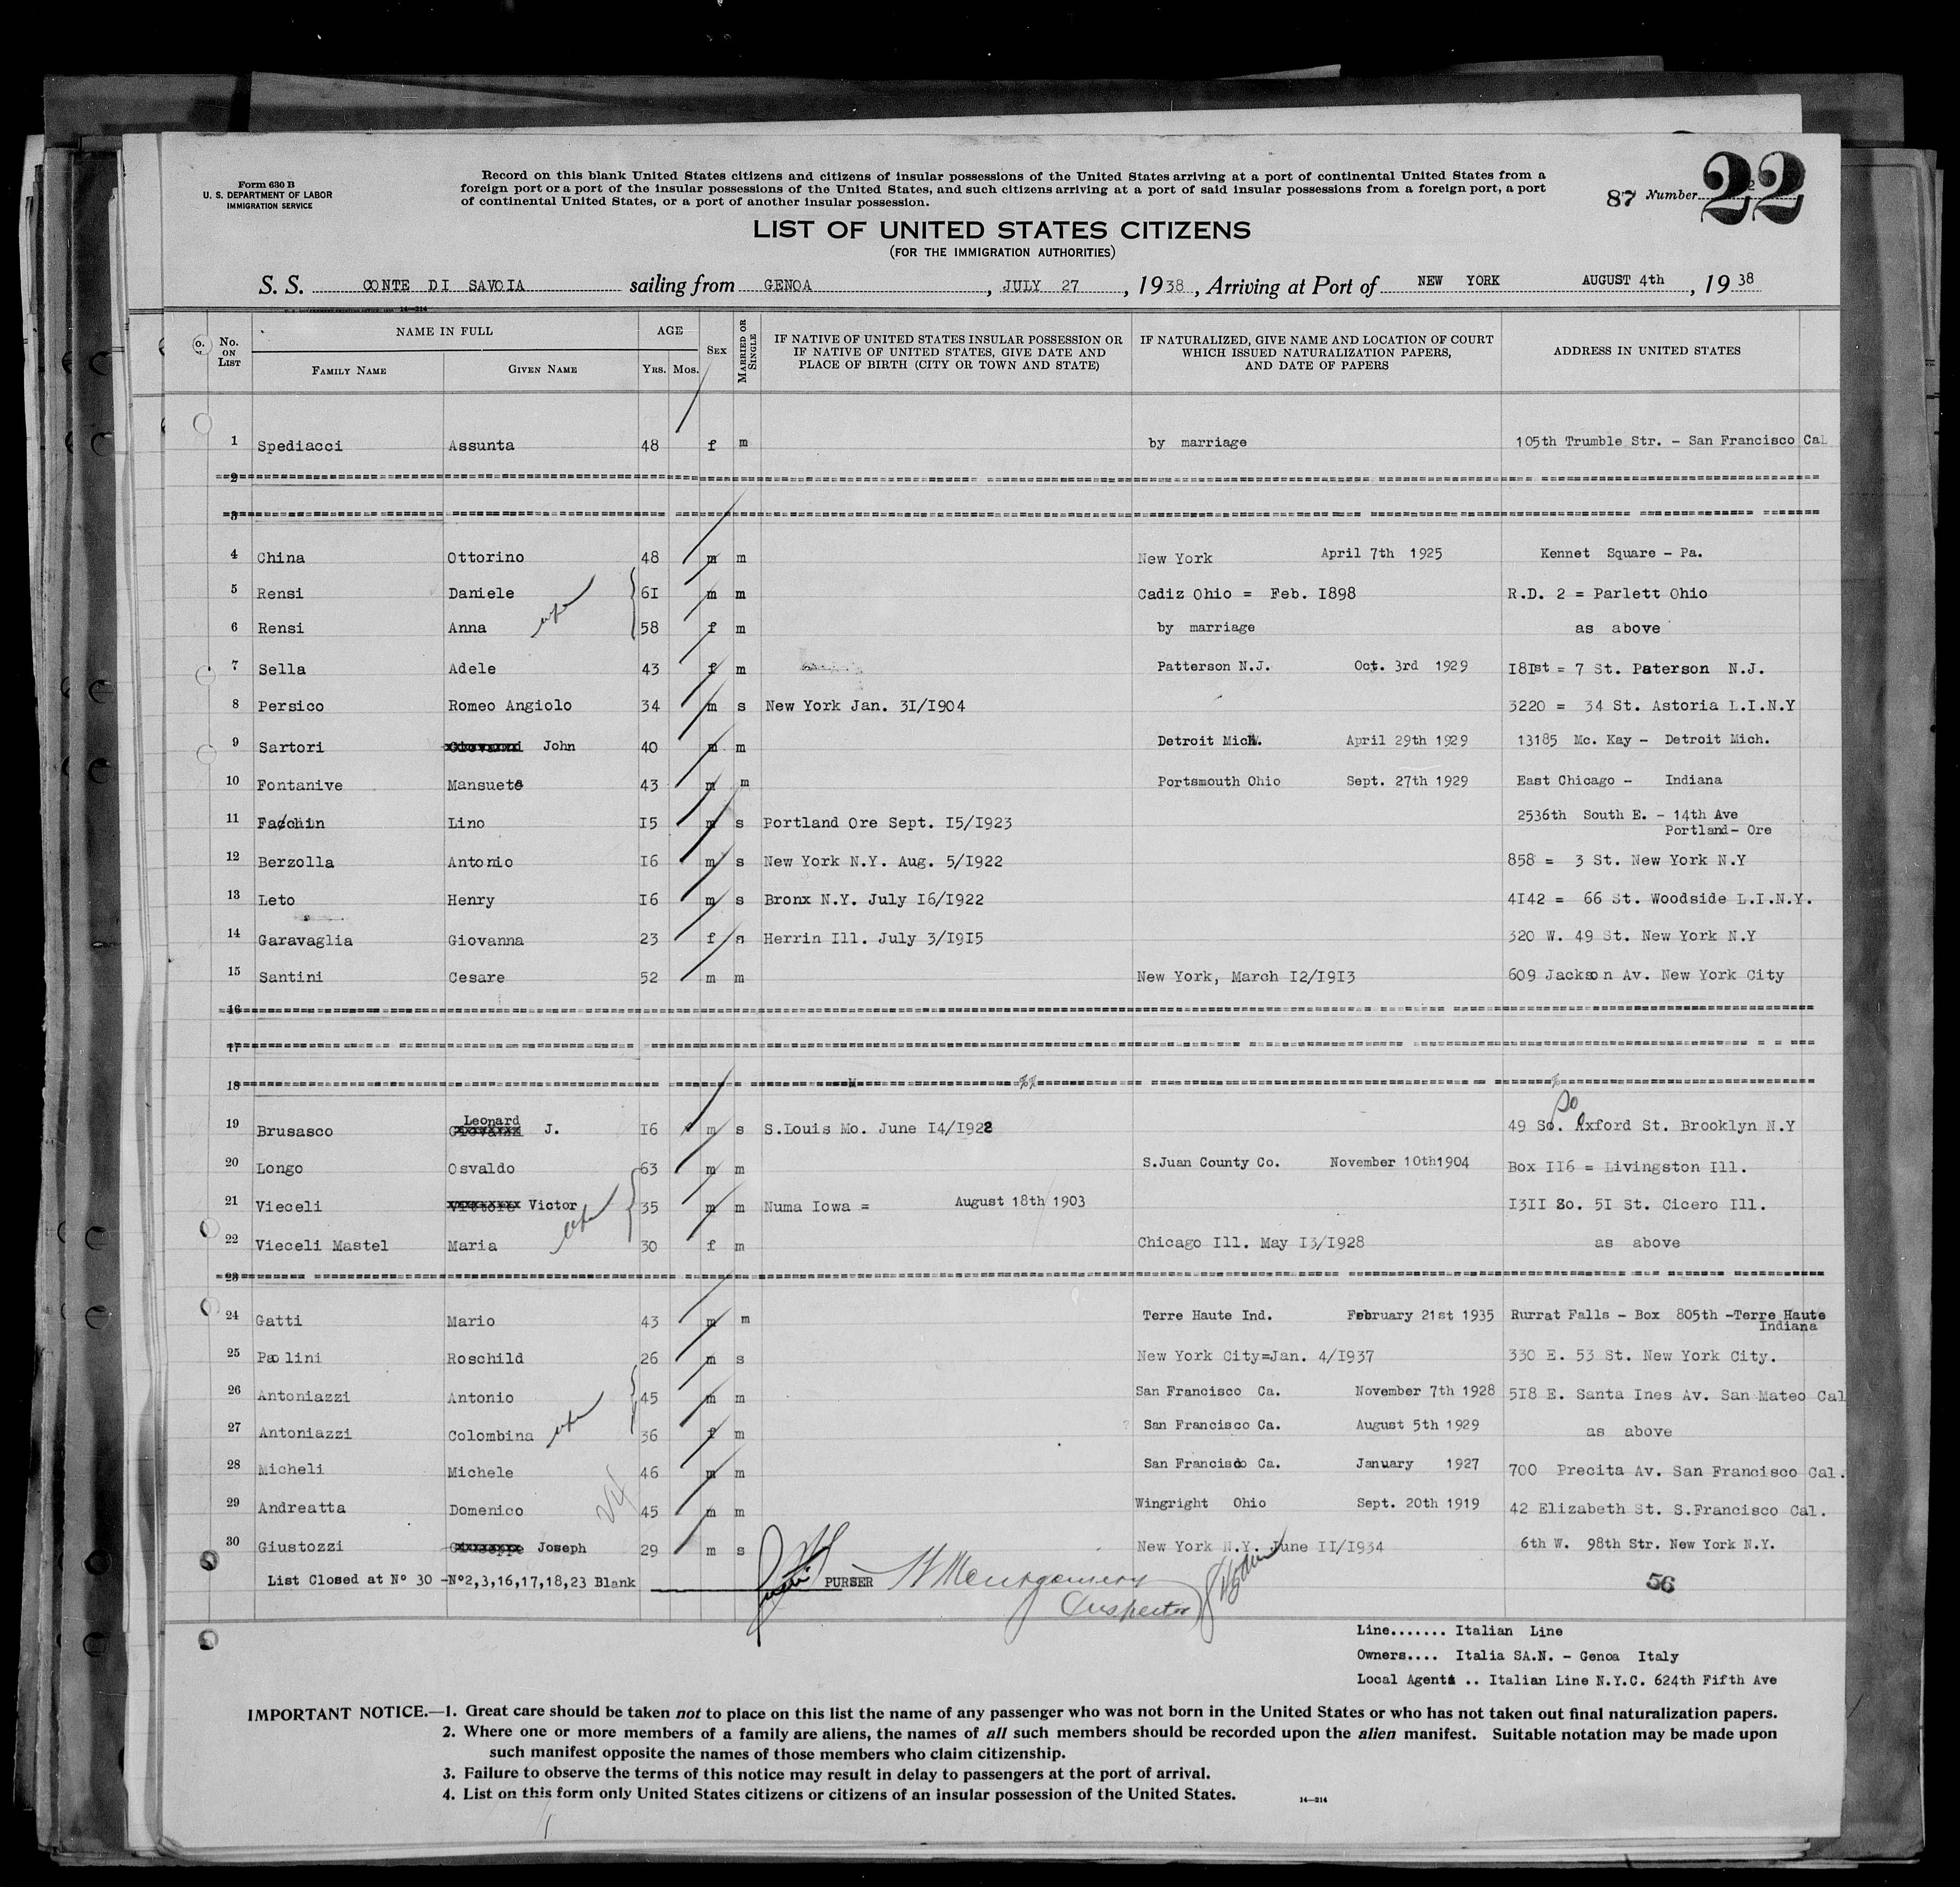 Form 630 B
U. S. DEPARTMENT OF LABOR
IMMIGRATION SERVICE
Record on this blank United States citizens and citizens of insular possessions of the United States arriving at a port of continental United States from a
foreign port or a port of the insular possessions of the United States, and such citizens arriving at a port of said insular possessions from a foreign port, a port
of continental United States, or a port of another insular possession.
87 Number 22
LIST OF UNITED STATES CITIZENS
(FOR THE IMMIGRATION AUTHORITIES)
S. S. CONTE DI SAVOIA sailing from GENOA, JULY 27, 1938, Arriving at Port of NEW YORK AUGUST 4th, 1938
No. ON LIST
NAME IN FULL
FAMILY NAME GIVEN NAME
AGE
Yrs. Mos.
SEX
MARRIED OR SINGLE
IF NATIVE OF UNITED STATES INSULAR POSSESSION OR
IF NATIVE OF UNITED STATES, GIVE DATE AND
PLACE OF BIRTH (CITY OR TOWN AND STATE)
IF NATURALIZED, GIVE NAME AND LOCATION OF COURT
WHICH ISSUED NATURALIZATION PAPERS,
AND DATE OF PAPERS
ADDRESS IN UNITED STATES
1 Spediacci Assunta 48 f m by marriage 105th Trumble Str. - San Francisco Cal
2
3
4 China Ottorino 48 m m New York April 7th 1925 Kennet Square - Pa.
5 Rensi Daniele 61 m m Cadiz Ohio = Feb. 1898 R.D. 2 = Parlett Ohio
6 Rensi Anna 58 f m by marriage as above
7 Sella Adele 43 f m Patterson N.J. Oct. 3rd 1929 181st = 7 St. Paterson N.J.
8 Persico Romeo Angiolo 34 m s New York Jan. 31/1904 3220 = 34 St. Astoria L.I.N.Y
9 Sartori Giovanni John 40 m m Detroit Mich. April 29th 1929 13185 Mc. Kay - Detroit Mich.
10 Fontanive Mansueto 43 m m Portsmouth Ohio Sept. 27th 1929 East Chicago - Indiana
11 Facchin Lino 15 m s Portland Ore Sept. 15/1923 2536th South E. - 14th Ave
Portland- Ore
12 Berzolla Antonio 16 m s New York N.Y. Aug. 5/1922 858 = 3 St. New York N.Y
13 Leto Henry 16 m s Bronx N.Y. July 16/1922 4142 = 66 St. Woodside L.I.N.Y.
14 Garavaglia Giovanna 23 f s Herrin Ill. July 3/1915 320 W. 49 St. New York N.Y
15 Santini Cesare 52 m m New York, March 12/1913 609 Jackson Av. New York City
16
17
18
So
19 Brusasco Giovanni Leonard J. 16 m s S.Louis Mo. June 14/1922 49 So. Axford St. Brooklyn N.Y
20 Longo Osvaldo 63 m m S.Juan County Co. November 10th1904 Box 116 = Livingston Ill.
21 Vieceli Vittore Victor 35 m m Numa Iowa = August 18th 1903 1311 So. 51 St. Cicero Ill.
22 Vieceli Mastel Maria 30 f m Chicago Ill. May 13/1928 as above
23
24 Gatti Mario 43 m m Terre Haute Ind. February 21st 1935 Rurrat Falls - Box 805th -Terre Haute
Indiana
25 Paolini Roschild 26 m s New York City=Jan. 4/1937 330 E. 53 St. New York City.
26 Antoniazzi Antonio 45 m m San Francisco Ca. November 7th 1928 518 E. Santa Ines Av. San Mateo Cal
27 Antoniazzi Colombina 36 f m San Francisco Ca. August 5th 1929 as above
28 Micheli Michele 46 m m San Francisco Ca. January 1927 700 Precita Av. San Francisco Cal.
29 Andreatta Domenico 45 m m Wingright Ohio Sept. 20th 1919 42 Elizabeth St. S.Francisco Cal.
30 Giustozzi Giuseppe Joseph 29 m s New York N.Y. June 11/1934 6th W. 98th Str. New York N.Y.
List Closed at Nº 30 -Nº2,3,16,17,18,23 Blank PURSER H Montgomery
Inspector
56
Line....... Italian Line
Owners.... Italia SA.N. - Genoa Italy
Local Agents .. Italian Line N.Y.C. 624th Fifth Ave
IMPORTANT NOTICE.—1. Great care should be taken not to place on this list the name of any passenger who was not born in the United States or who has not taken out final naturalization papers.
2. Where one or more members of a family are aliens, the names of all such members should be recorded upon the alien manifest. Suitable notation may be made upon
such manifest opposite the names of those members who claim citizenship.
3. Failure to observe the terms of this notice may result in delay to passengers at the port of arrival.
4. List on this form only United States citizens or citizens of an insular possession of the United States.
14—214